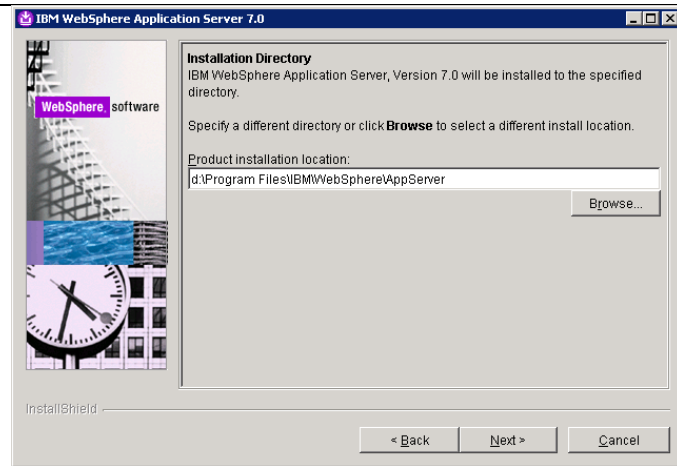 IBM WebSphere Application Server 7.0
WebSphere. software
Installation Directory
IBM WebSphere Application Server, Version 7.0 will be installed to the specified
directory.
Specify a different directory or click Browse to select a different install location.
Product installation location:
d:\Program Files\IBM\WebSphere\AppServer
Browse...
InstallShield
< Back
Next >
Cancel